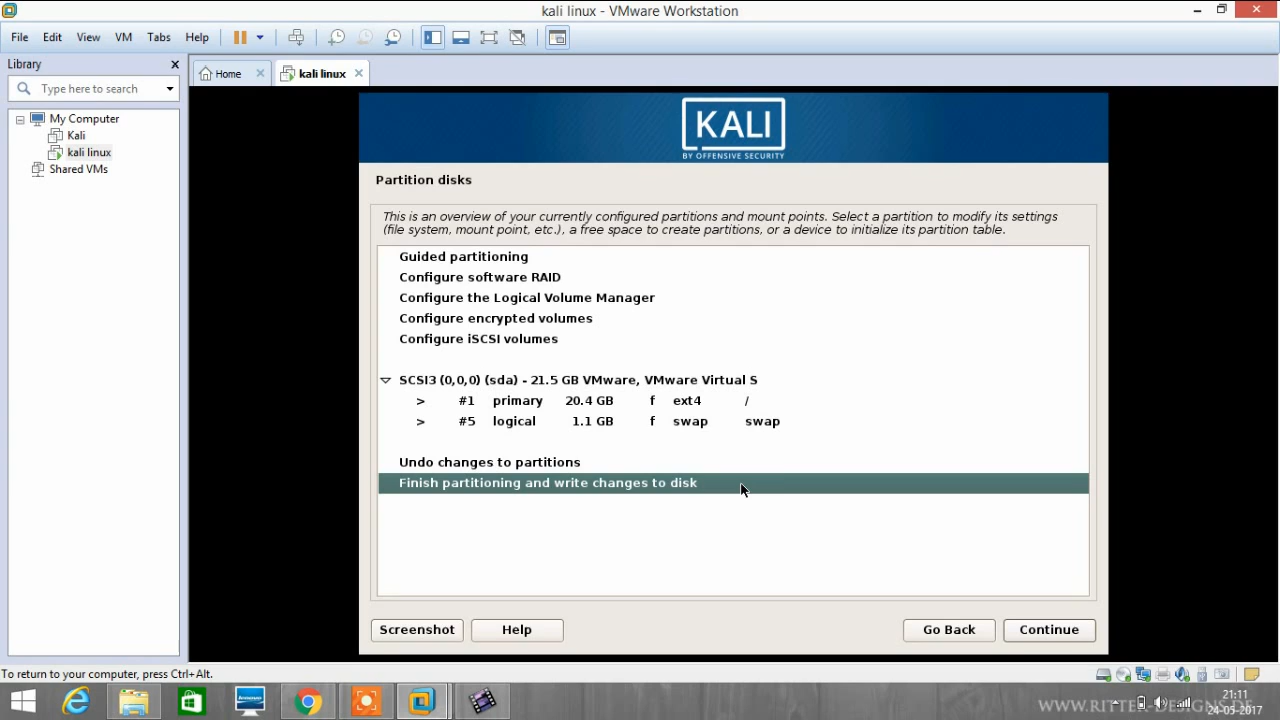 kali linux - VMware Workstation
File Edit View VM Tabs Help
Library
Type here to search
My Computer
Kali
kali linux
Shared VMs
Home
kali linux
KALI
BY OFFENSIVE SECURITY
Partition disks
This is an overview of your currently configured partitions and mount points. Select a partition to modify its settings
(file system, mount point, etc.), a free space to create partitions, or a device to initialize its partition table.
Guided partitioning
Configure software RAID
Configure the Logical Volume Manager
Configure encrypted volumes
Configure iSCSI volumes
SCSI3 (0,0,0) (sda) - 21.5 GB VMware, VMware Virtual S
> #1 primary 20.4 GB f ext4 /
> #5 logical 1.1 GB f swap swap
Undo changes to partitions
Finish partitioning and write changes to disk
Screenshot Help Go Back Continue
To return to your computer, press Ctrl+Alt.
21:11
24-05-2017